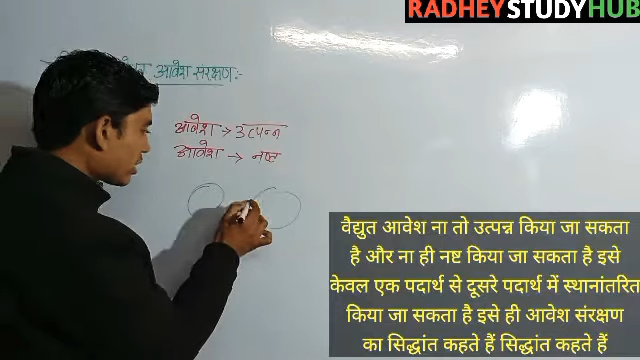 RADHEYSTUDYHUB
आवेश संरक्षण:-
आवेश → उत्पन्न
आवेश → नष्ट
वैद्युत आवेश ना तो उत्पन्न किया जा सकता
है और ना ही नष्ट किया जा सकता है इसे
केवल एक पदार्थ से दूसरे पदार्थ में स्थानांतरित
किया जा सकता है इसे ही आवेश संरक्षण
का सिद्धांत कहते हैं सिद्धांत कहते हैं